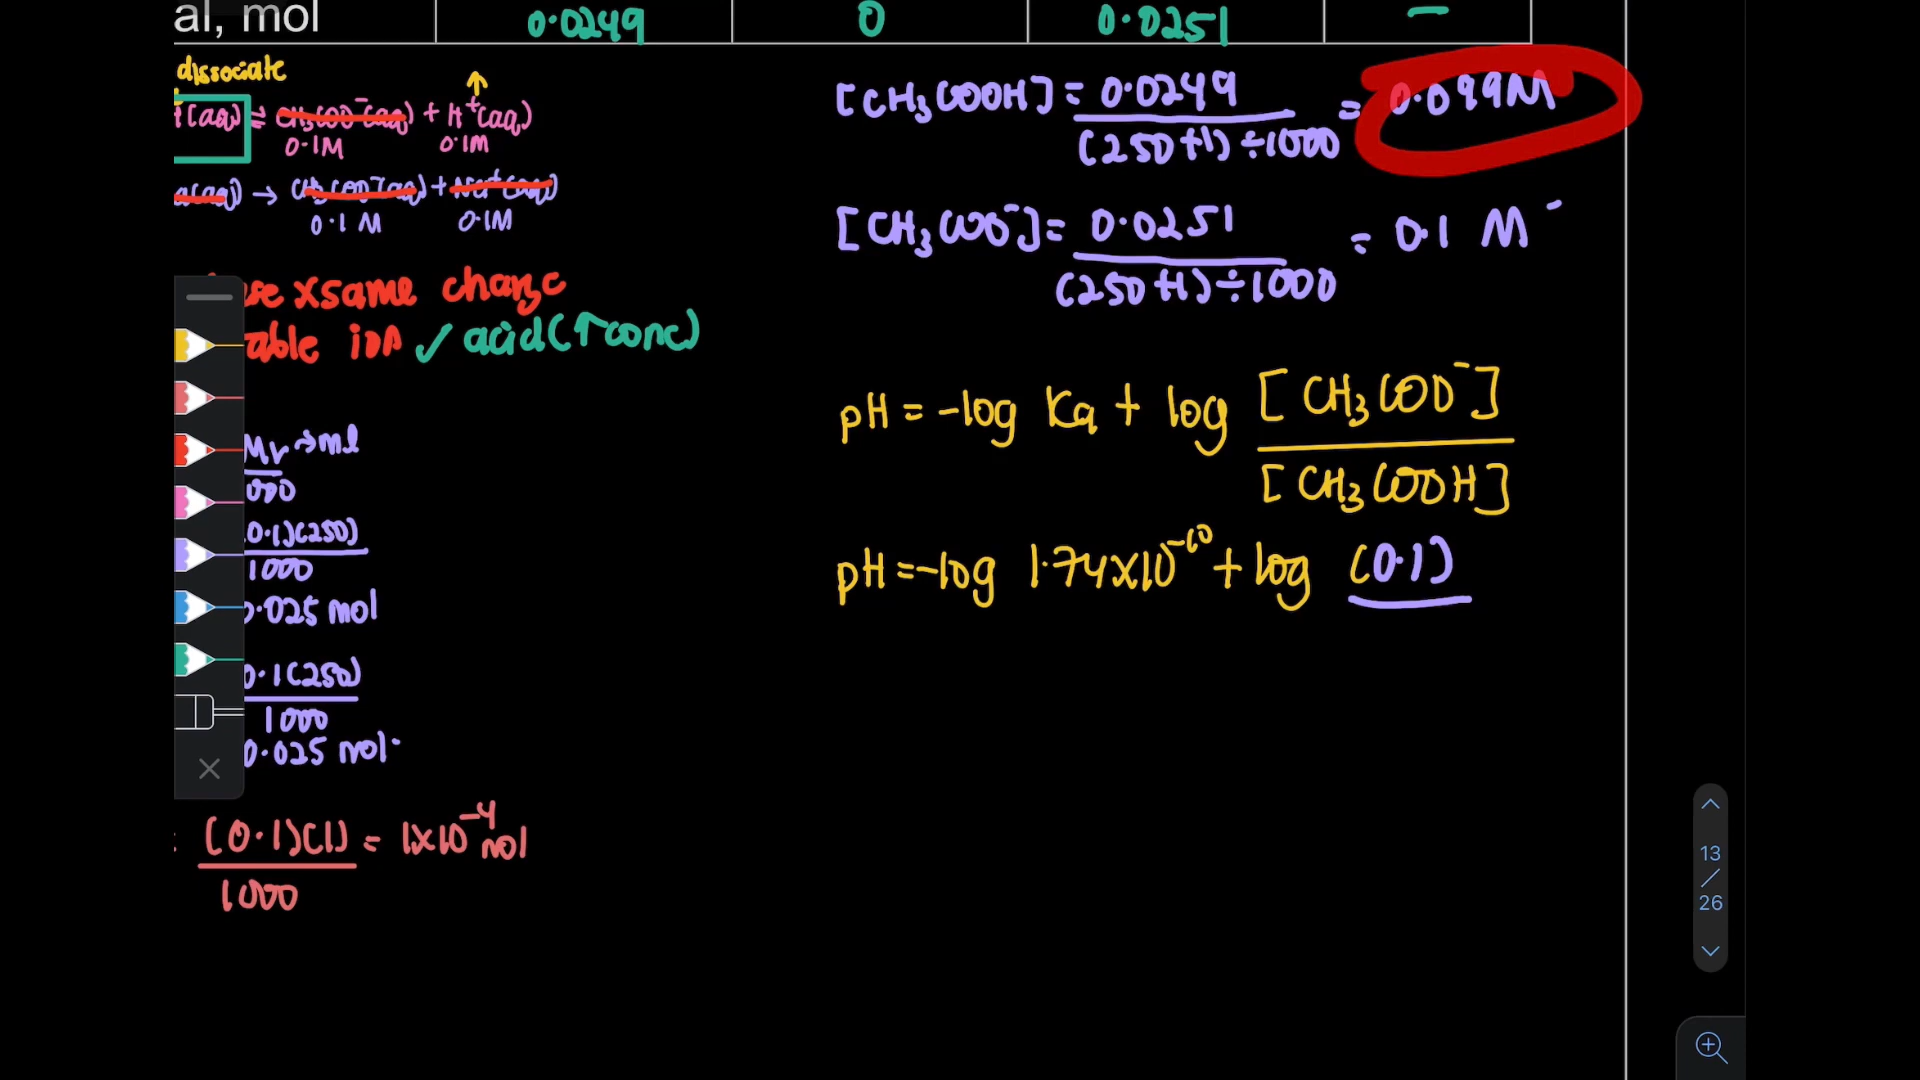 al, mol 0.0249 0 0.0251 –
dissociate
(aq) ⇌ CH3COO⁻(aq) + H⁺(aq)
0.1M 0.1M
a(aq) → CH3COO⁻(aq) + Na⁺(aq)
0.1 M 0.1M
xsame charge
able ion ✓ acid(↑conc)
Mr → ml
000
0.1)(250)
1000
0.025 mol
0.1(250)
1000
0.025 mol
= (0.1)(1) = 1x10⁻⁴ mol
1000
[CH3COOH] = 0.0249 = 0.099M
(250+1)÷1000
[CH3COO⁻] = 0.0251 = 0.1 M
(250+1)÷1000
pH = -log Ka + log [CH3COO⁻]
[CH3COOH]
pH = -log 1.74x10⁻¹⁰ + log (0.1)
13
/
26